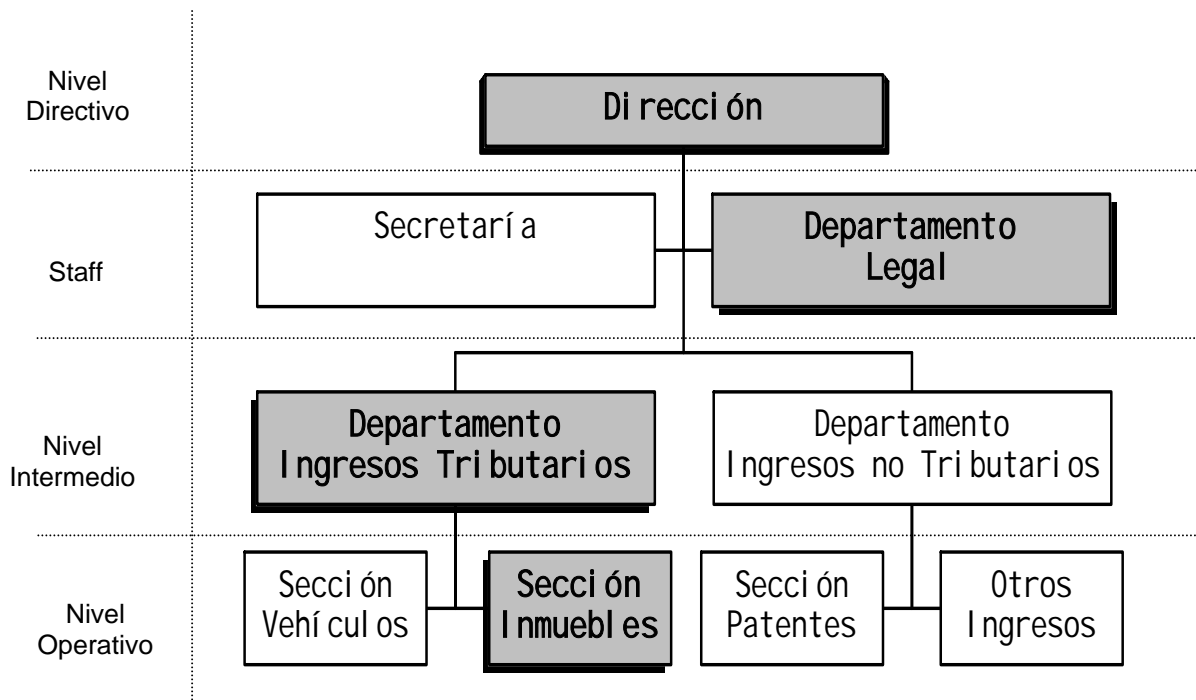 Nivel
Directivo
Dirección
Staff
Secretaría
Departamento
Legal
Nivel
Intermedio
Departamento
Ingresos Tributarios
Departamento
Ingresos no Tributarios
Nivel
Operativo
Sección
Vehículos
Sección
Inmuebles
Sección
Patentes
Otros
Ingresos